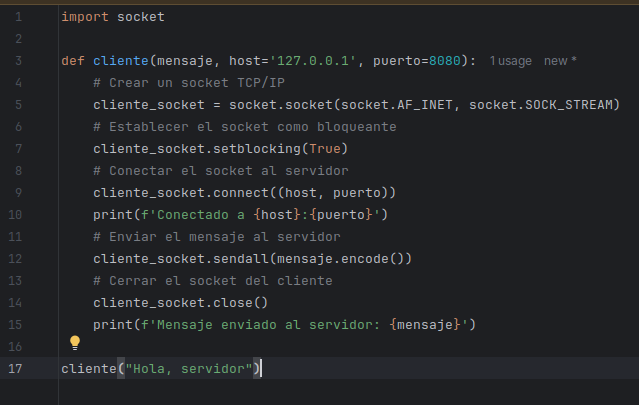 1 import socket
2
3 def cliente(mensaje, host='127.0.0.1', puerto=8080): 1 usage new *
4 # Crear un socket TCP/IP
5 cliente_socket = socket.socket(socket.AF_INET, socket.SOCK_STREAM)
6 # Establecer el socket como bloqueante
7 cliente_socket.setblocking(True)
8 # Conectar el socket al servidor
9 cliente_socket.connect((host, puerto))
10 print(f'Conectado a {host}:{puerto}')
11 # Enviar el mensaje al servidor
12 cliente_socket.sendall(mensaje.encode())
13 # Cerrar el socket del cliente
14 cliente_socket.close()
15 print(f'Mensaje enviado al servidor: {mensaje}')
16
17 cliente("Hola, servidor")